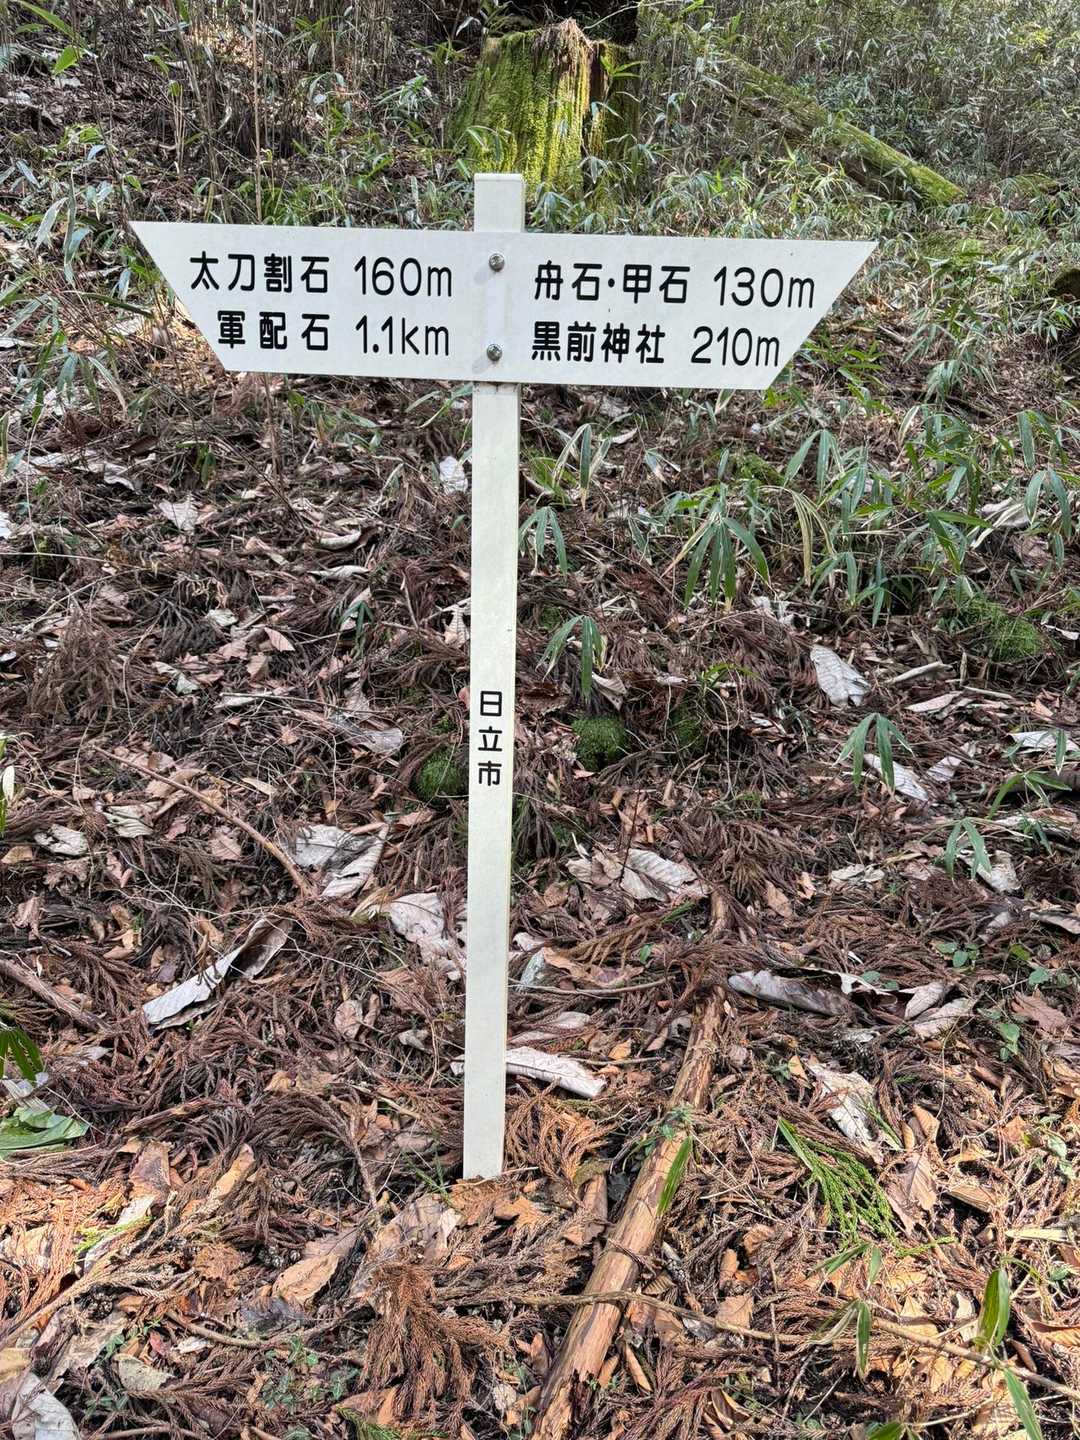 太刀割石 160m
軍配石 1.1km
舟石・甲石 130m
黒前神社 210m
日立市